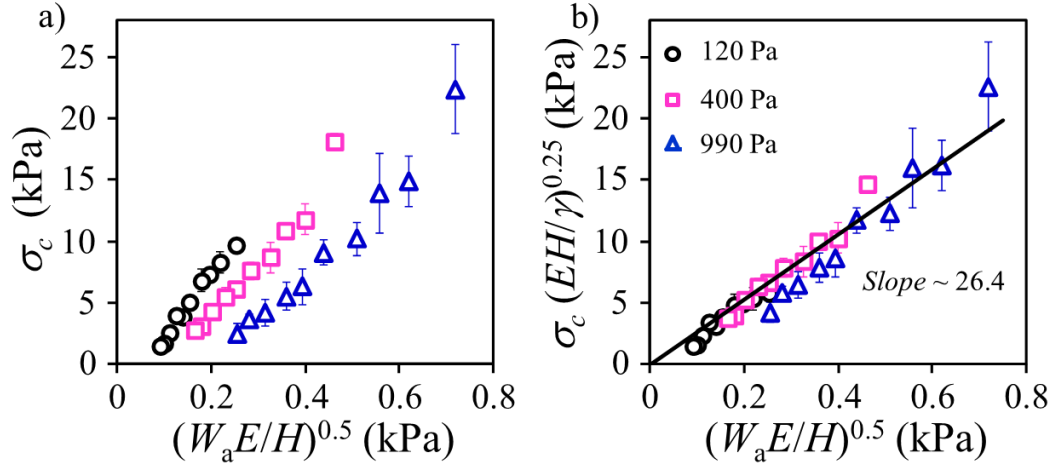 a)
σc (kPa)
25
20
15
10
5
0
0 0.2 0.4 0.6 0.8
(WaE/H)^0.5 (kPa)
b)
σc (EH/γ)^0.25 (kPa)
25
20
15
10
5
0
120 Pa
400 Pa
990 Pa
Slope ~ 26.4
0 0.2 0.4 0.6 0.8
(WaE/H)^0.5 (kPa)